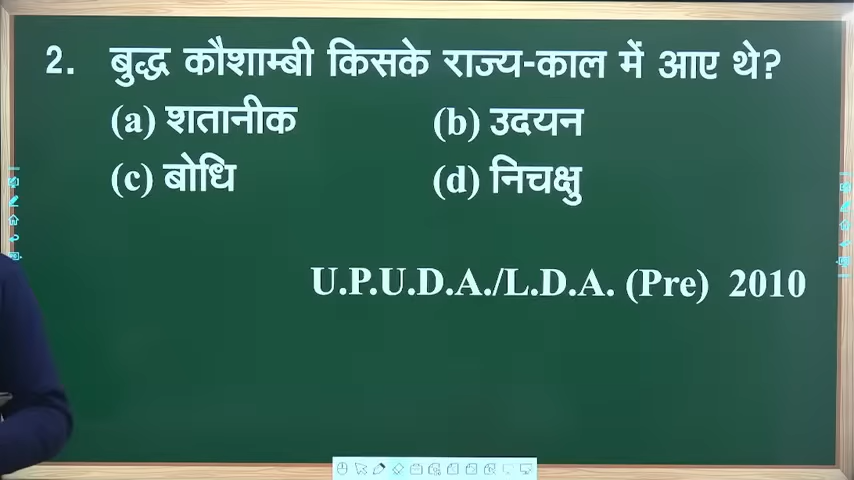 2. बुद्ध कौशाम्बी किसके राज्य-काल में आए थे?
(a) शतानीक (b) उदयन
(c) बोधि (d) निचक्षु
U.P.U.D.A./L.D.A. (Pre) 2010